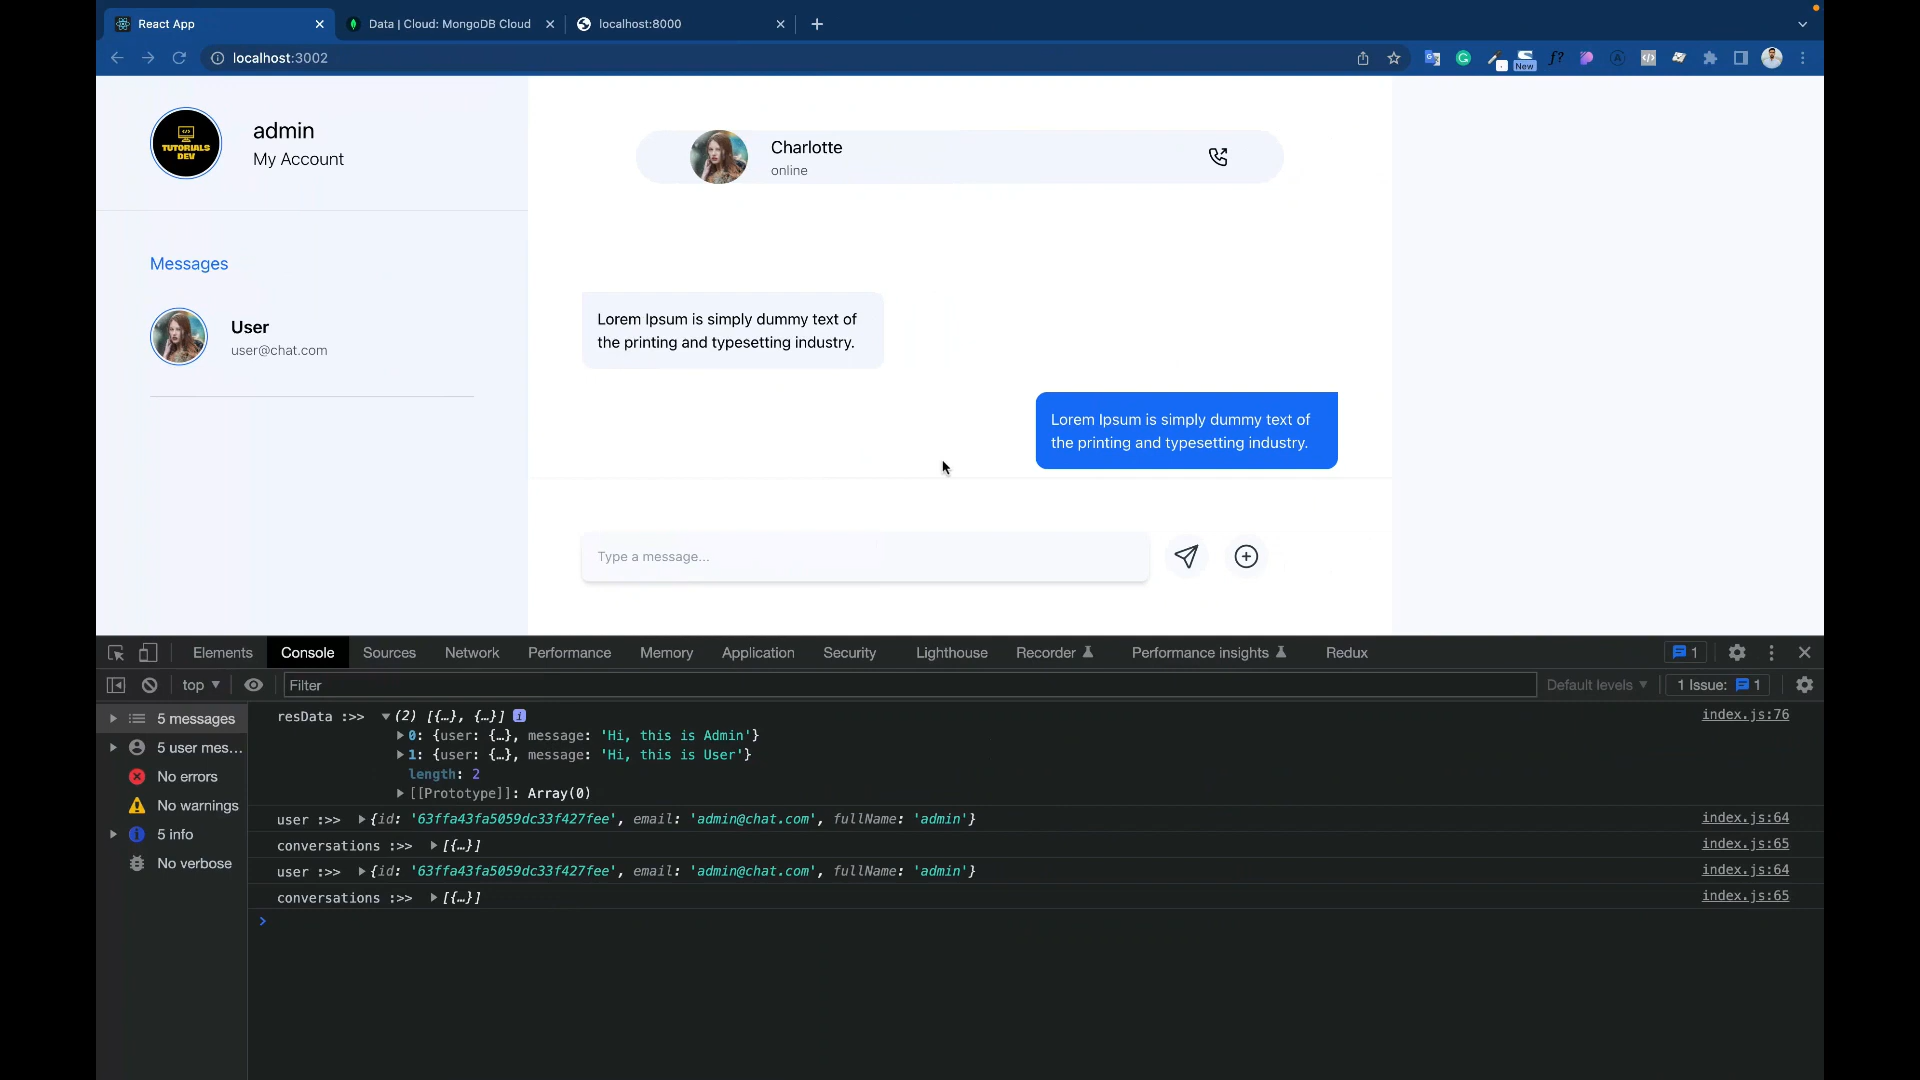 React App
Data | Cloud: MongoDB Cloud
localhost:8000
localhost:3002
New
TUTORIALS
DEV
admin
My Account
Messages
User
user@chat.com
Charlotte
online
Lorem Ipsum is simply dummy text of
the printing and typesetting industry.
Lorem Ipsum is simply dummy text of
the printing and typesetting industry.
Type a message...
Elements Console Sources Network Performance Memory Application Security Lighthouse Recorder Performance insights Redux 1
top Filter Default levels 1 Issue: 1
5 messages
5 user mes...
No errors
No warnings
5 info
No verbose
resData :>> (2) [{…}, {…}] i index.js:76
0: {user: {…}, message: 'Hi, this is Admin'}
1: {user: {…}, message: 'Hi, this is User'}
length: 2
[[Prototype]]: Array(0)
user :>> {id: '63ffa43fa5059dc33f427fee', email: 'admin@chat.com', fullName: 'admin'} index.js:64
conversations :>> [{…}] index.js:65
user :>> {id: '63ffa43fa5059dc33f427fee', email: 'admin@chat.com', fullName: 'admin'} index.js:64
conversations :>> [{…}] index.js:65